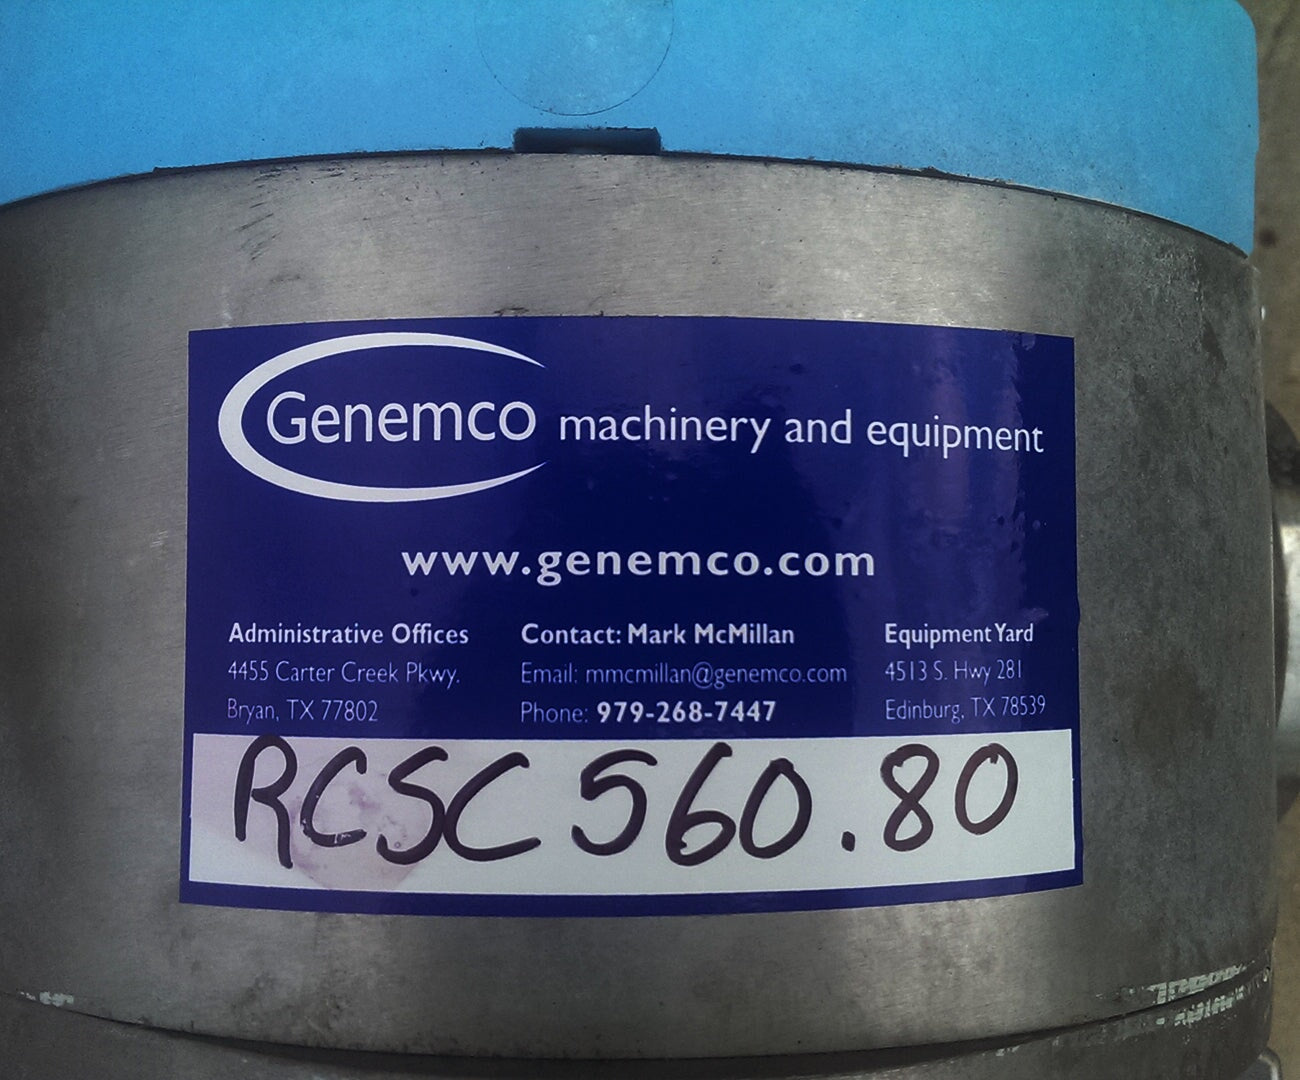 Genemco machinery and equipment
www.genemco.com
Administrative Offices
4455 Carter Creek Pkwy.
Bryan, TX 77802
Contact: Mark McMillan
Email: mmcmillan@genemco.com
Phone: 979-268-7447
Equipment Yard
4513 S. Hwy 281
Edinburg, TX 78539
RCSC 560.80